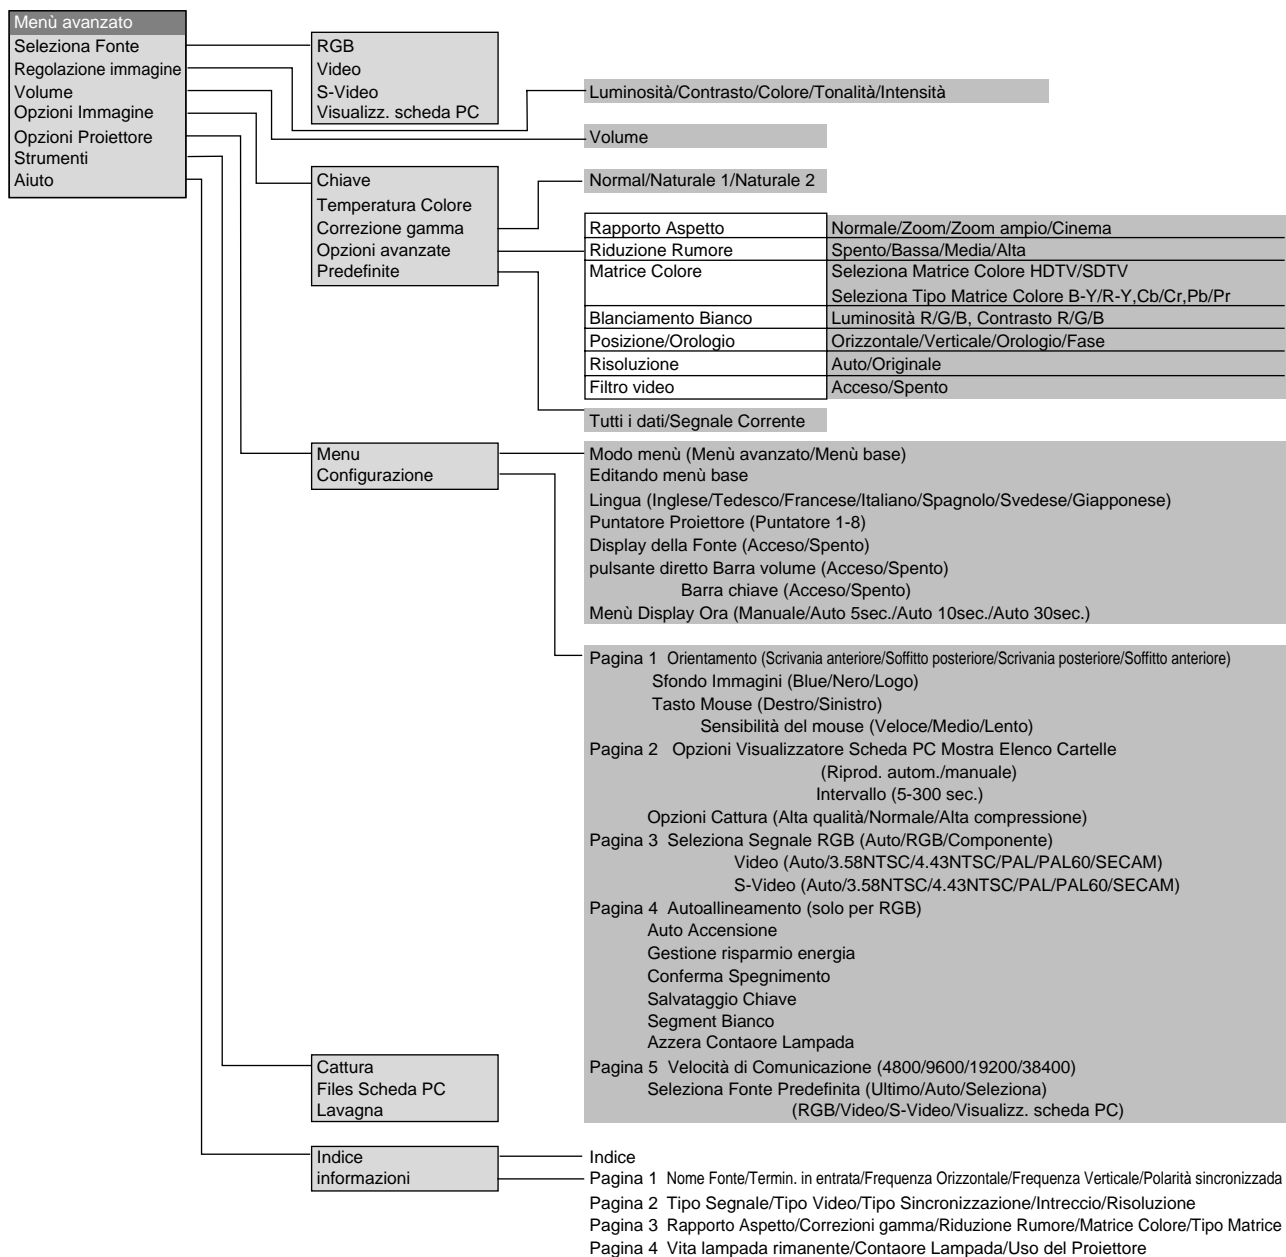 Menù avanzato
Seleziona Fonte
Regolazione immagine
Volume
Opzioni Immagine
Opzioni Proiettore
Strumenti
Aiuto
RGB
Video
S-Video
Visualizz. scheda PC
Luminosità/Contrasto/Colore/Tonalità/Intensità
Volume
Chiave
Temperatura Colore
Correzione gamma
Opzioni avanzate
Predefinite
Normal/Naturale 1/Naturale 2
Rapporto Aspetto Normale/Zoom/Zoom ampio/Cinema
Riduzione Rumore Spento/Bassa/Media/Alta
Matrice Colore Seleziona Matrice Colore HDTV/SDTV
Seleziona Tipo Matrice Colore B-Y/R-Y,Cb/Cr,Pb/Pr
Blanciamento Bianco Luminosità R/G/B, Contrasto R/G/B
Posizione/Orologio Orizzontale/Verticale/Orologio/Fase
Risoluzione Auto/Originale
Filtro video Acceso/Spento
Tutti i dati/Segnale Corrente
Menu
Configurazione
Modo menù (Menù avanzato/Menù base)
Editando menù base
Lingua (Inglese/Tedesco/Francese/Italiano/Spagnolo/Svedese/Giapponese)
Puntatore Proiettore (Puntatore 1-8)
Display della Fonte (Acceso/Spento)
pulsante diretto Barra volume (Acceso/Spento)
Barra chiave (Acceso/Spento)
Menù Display Ora (Manuale/Auto 5sec./Auto 10sec./Auto 30sec.)
Pagina 1 Orientamento (Scrivania anteriore/Soffitto posteriore/Scrivania posteriore/Soffitto anteriore)
Sfondo Immagini (Blue/Nero/Logo)
Tasto Mouse (Destro/Sinistro)
Sensibilità del mouse (Veloce/Medio/Lento)
Pagina 2 Opzioni Visualizzatore Scheda PC Mostra Elenco Cartelle
(Riprod. autom./manuale)
Intervallo (5-300 sec.)
Opzioni Cattura (Alta qualità/Normale/Alta compressione)
Pagina 3 Seleziona Segnale RGB (Auto/RGB/Componente)
Video (Auto/3.58NTSC/4.43NTSC/PAL/PAL60/SECAM)
S-Video (Auto/3.58NTSC/4.43NTSC/PAL/PAL60/SECAM)
Pagina 4 Autoallineamento (solo per RGB)
Auto Accensione
Gestione risparmio energia
Conferma Spegnimento
Salvataggio Chiave
Segment Bianco
Azzera Contaore Lampada
Pagina 5 Velocità di Comunicazione (4800/9600/19200/38400)
Seleziona Fonte Predefinita (Ultimo/Auto/Seleziona)
(RGB/Video/S-Video/Visualizz. scheda PC)
Cattura
Files Scheda PC
Lavagna
Indice
informazioni
Indice
Pagina 1 Nome Fonte/Termin. in entrata/Frequenza Orizzontale/Frequenza Verticale/Polarità sincronizzada
Pagina 2 Tipo Segnale/Tipo Video/Tipo Sincronizzazione/Intreccio/Risoluzione
Pagina 3 Rapporto Aspetto/Correzioni gamma/Riduzione Rumore/Matrice Colore/Tipo Matrice
Pagina 4 Vita lampada rimanente/Contaore Lampada/Uso del Proiettore